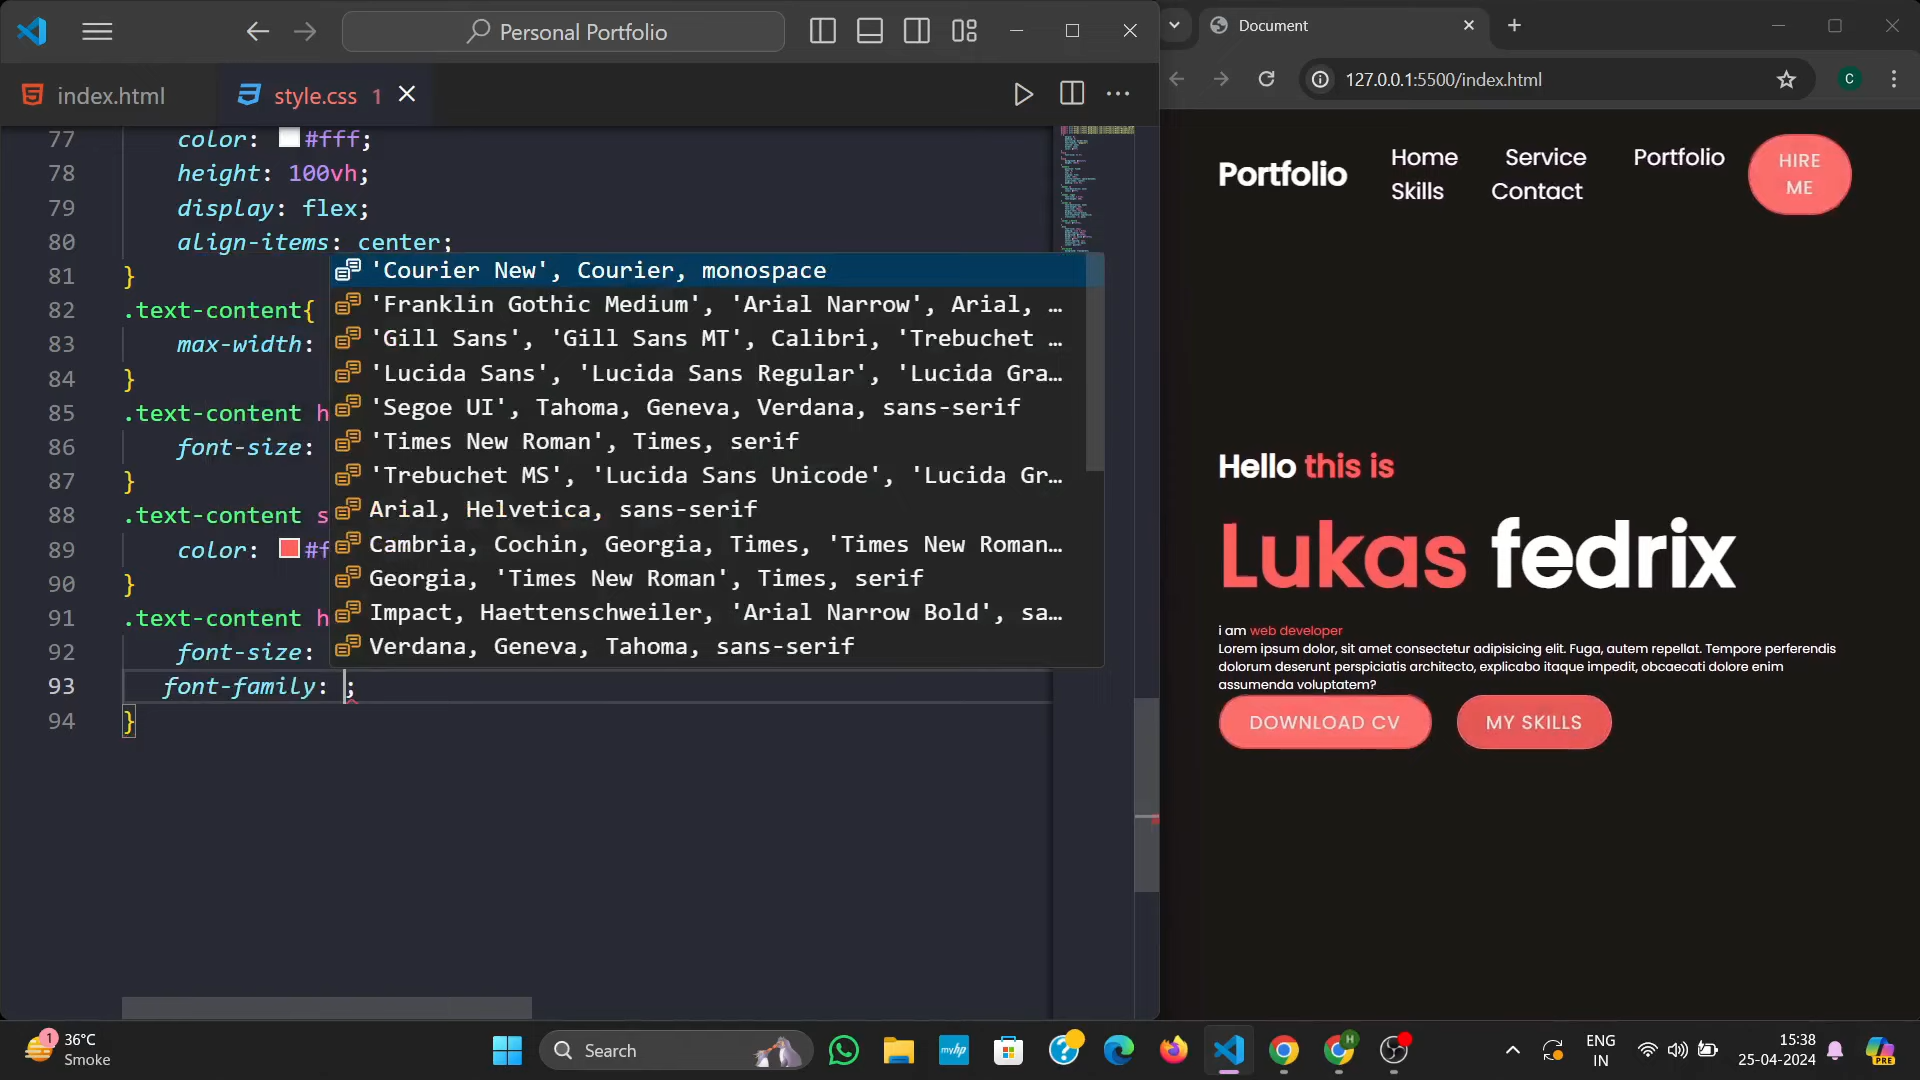 Personal Portfolio
index.html
style.css 1
77 color: #fff;
78 height: 100vh;
79 display: flex;
80 align-items: center;
81 }
82 .text-content{
83 max-width:
84 }
85 .text-content h
86 font-size:
87 }
88 .text-content s
89 color: #f
90 }
91 .text-content h
92 font-size:
93 font-family: ;
94 }
'Courier New', Courier, monospace
'Franklin Gothic Medium', 'Arial Narrow', Arial, …
'Gill Sans', 'Gill Sans MT', Calibri, 'Trebuchet …
'Lucida Sans', 'Lucida Sans Regular', 'Lucida Gra…
'Segoe UI', Tahoma, Geneva, Verdana, sans-serif
'Times New Roman', Times, serif
'Trebuchet MS', 'Lucida Sans Unicode', 'Lucida Gr…
Arial, Helvetica, sans-serif
Cambria, Cochin, Georgia, Times, 'Times New Roman…
Georgia, 'Times New Roman', Times, serif
Impact, Haettenschweiler, 'Arial Narrow Bold', sa…
Verdana, Geneva, Tahoma, sans-serif
Document
127.0.0.1:5500/index.html
C
Portfolio
Home Service Portfolio
Skills Contact
HIRE
ME
Hello this is
Lukas fedrix
i am web developer
Lorem ipsum dolor, sit amet consectetur adipisicing elit. Fuga, autem repellat. Tempore perferendis
dolorum deserunt perspiciatis architecto, explicabo itaque impedit, obcaecati dolore enim
assumenda voluptatem?
DOWNLOAD CV
MY SKILLS
1
36°C
Smoke
Search
myhp
H
ENG
IN
15:38
25-04-2024
PRE